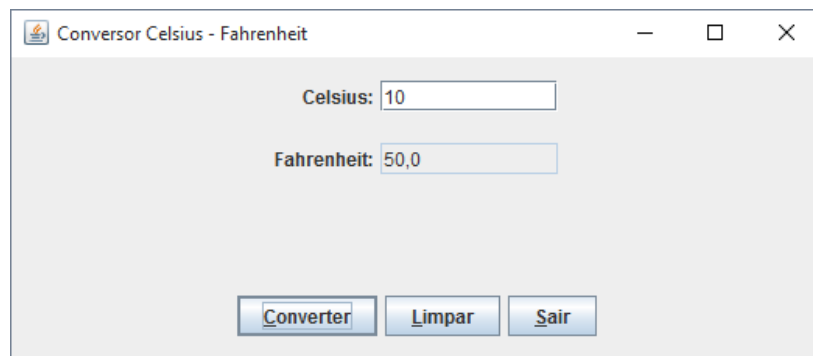 Conversor Celsius - Fahrenheit
Celsius: 10
Fahrenheit: 50,0
Converter Limpar Sair